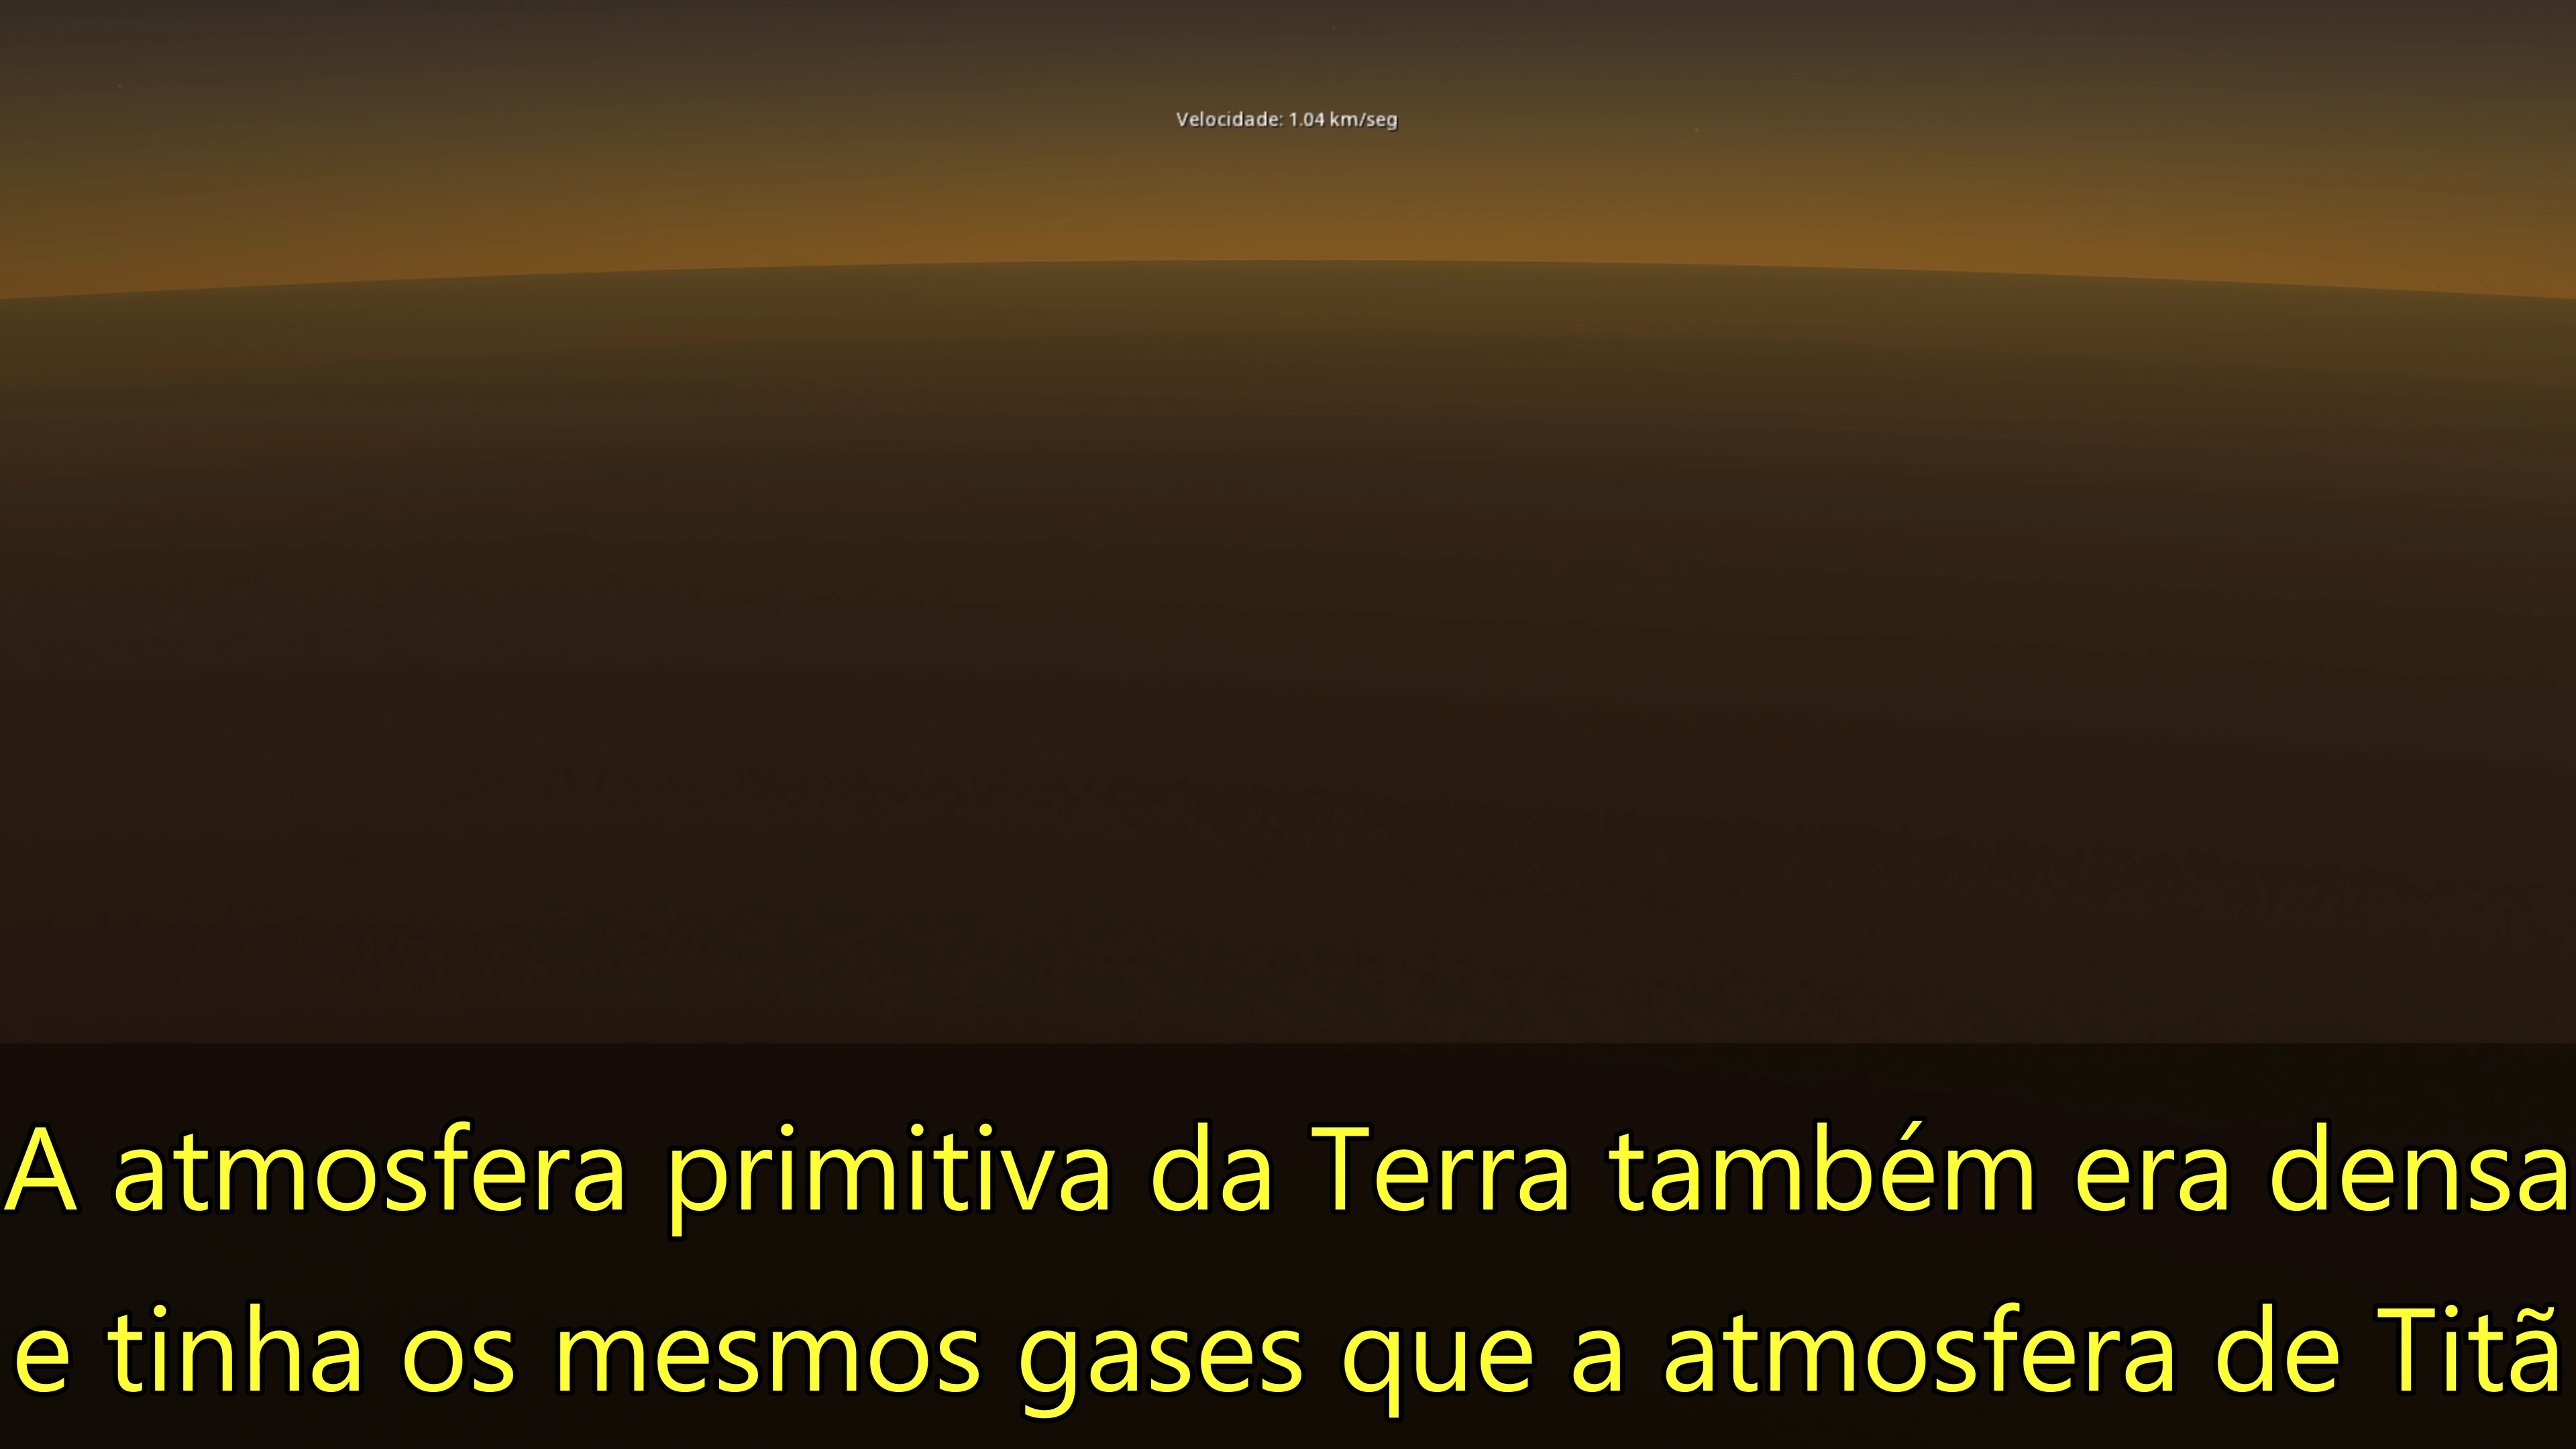 Velocidade: 1.04 km/seg
A atmosfera primitiva da Terra também era densa
e tinha os mesmos gases que a atmosfera de Titã